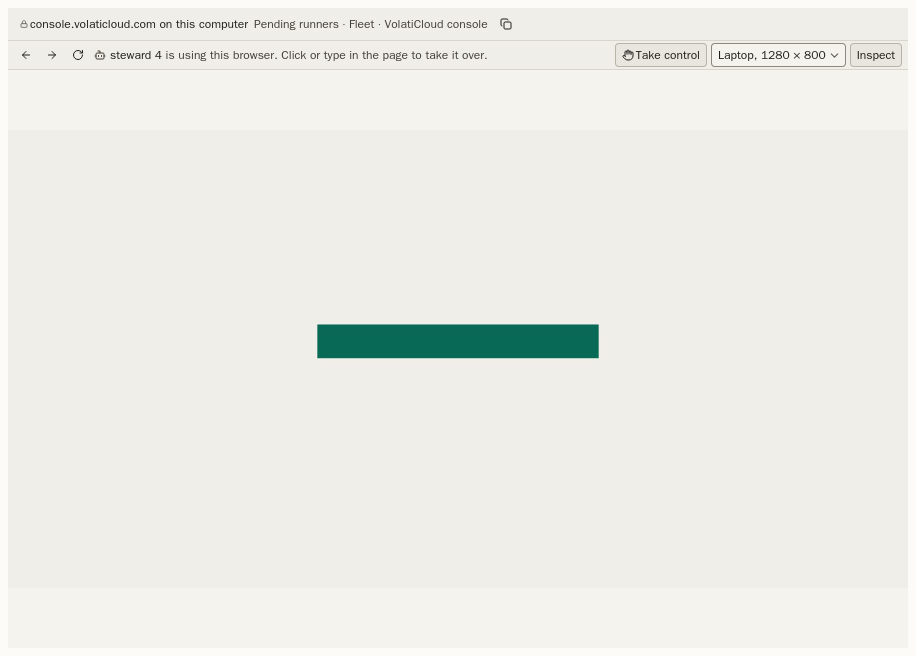 console.volaticloud.com on this computer Pending runners · Fleet · VolatiCloud console
steward 4 is using this browser. Click or type in the page to take it over. Take control Laptop, 1280 × 800 Inspect